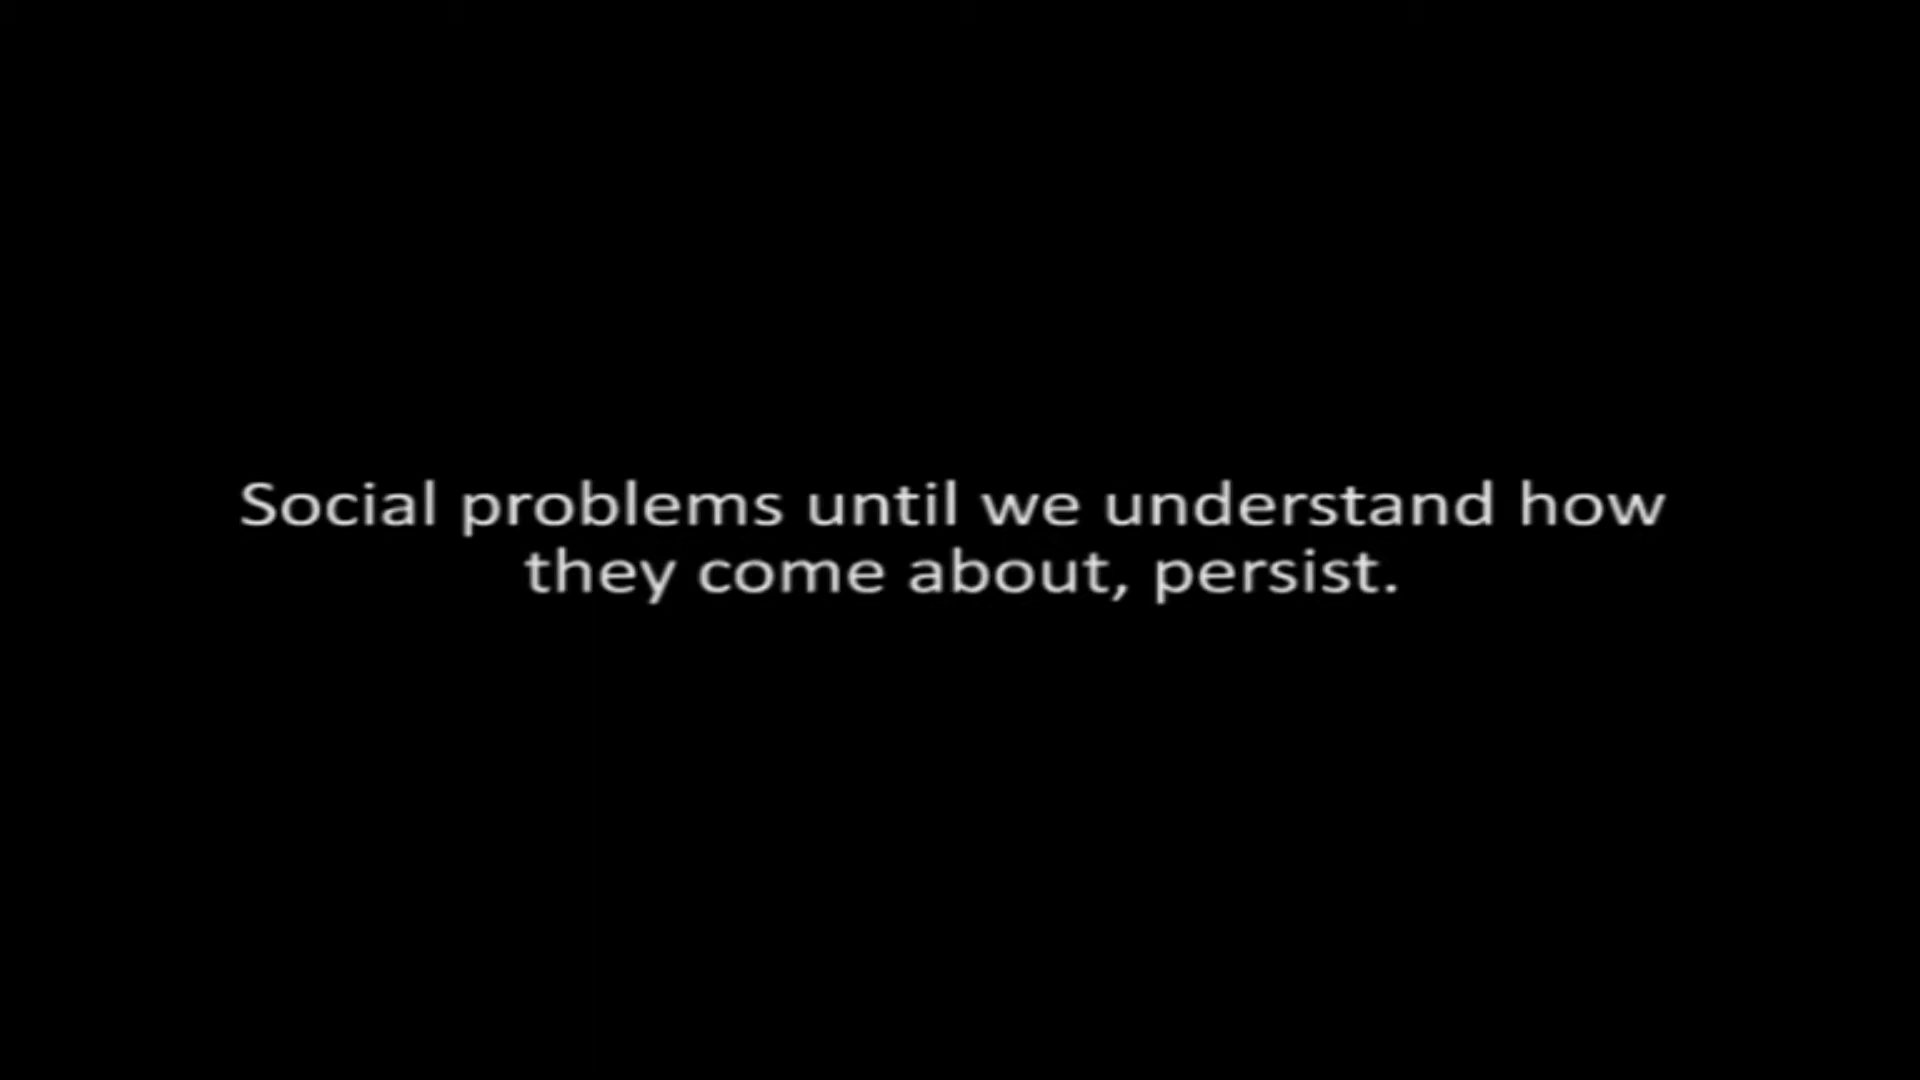 Social problems until we understand how
they come about, persist.